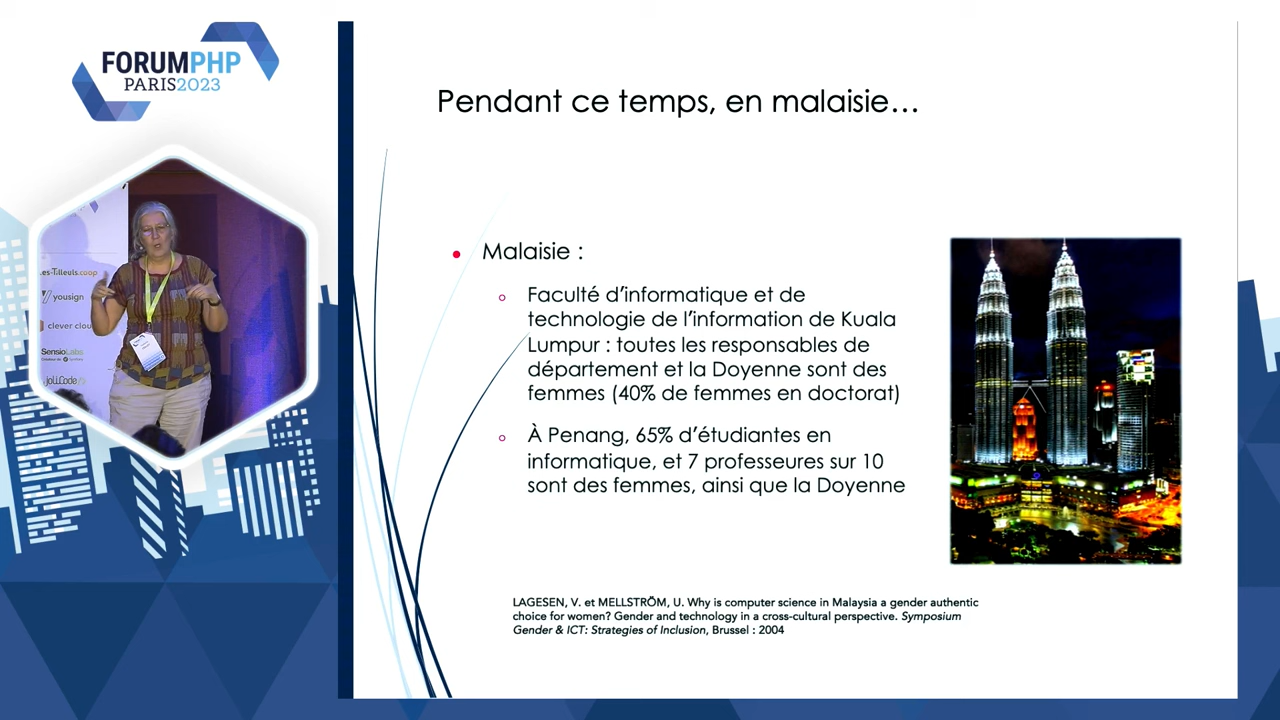 FORUMPHP
PARIS2023
es-Tilleuls.coop
yousign
clever clou
SensioLabs
joliCode
Pendant ce temps, en malaisie…
Malaisie :
Faculté d’informatique et de
technologie de l’information de Kuala
Lumpur : toutes les responsables de
département et la Doyenne sont des
femmes (40% de femmes en doctorat)
À Penang, 65% d’étudiantes en
informatique, et 7 professeures sur 10
sont des femmes, ainsi que la Doyenne
LAGESEN, V. et MELLSTRÖM, U. Why is computer science in Malaysia a gender authentic
choice for women? Gender and technology in a cross-cultural perspective. Symposium
Gender & ICT: Strategies of Inclusion, Brussel : 2004